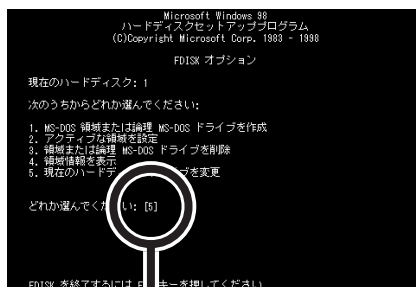 Microsoft Windows 98
ハードディスクセットアッププログラム
(C)Copyright Microsoft Corp. 1983 - 1998
FDISK オプション
現在のハードディスク: 1
次のうちからどれか選んでください:
1. MS-DOS 領域または論理 MS-DOS ドライブを作成
2. アクティブな領域を設定
3. 領域または論理 MS-DOS ドライブを削除
4. 領域情報を表示
5. 現在のハードディ ブを変更
どれか選んでくだ い: [5]
FDISK を終了するには キーを押してください